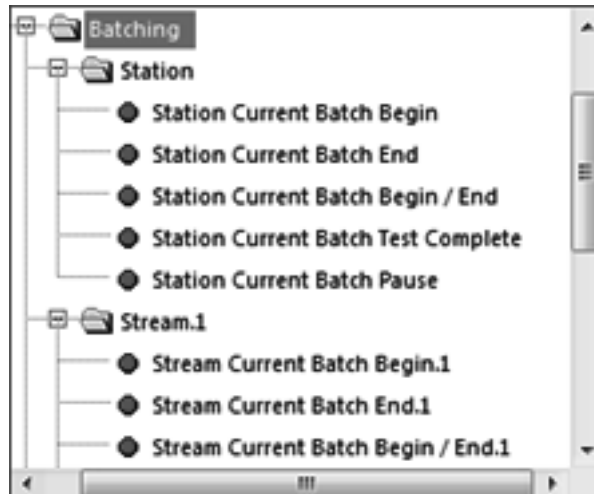 Batching
Station
Station Current Batch Begin
Station Current Batch End
Station Current Batch Begin / End
Station Current Batch Test Complete
Station Current Batch Pause
Stream.1
Stream Current Batch Begin.1
Stream Current Batch End.1
Stream Current Batch Begin / End.1